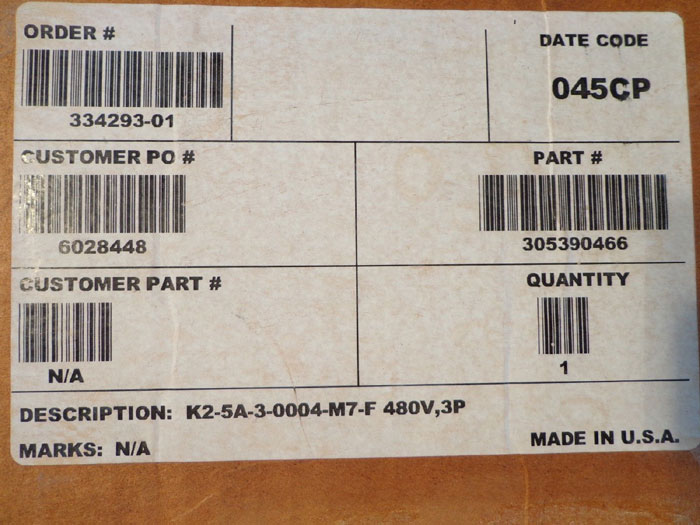 ORDER #
334293-01
DATE CODE
045CP
CUSTOMER PO #
6028448
PART #
305390466
CUSTOMER PART #
N/A
QUANTITY
1
DESCRIPTION: K2-5A-3-0004-M7-F 480V,3P
MARKS: N/A
MADE IN U.S.A.